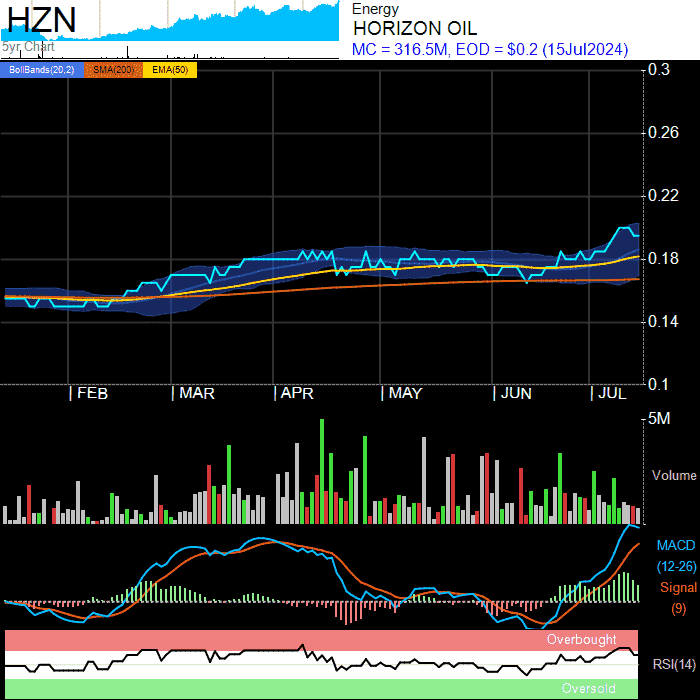 HZN
5yr. Chart
Energy
HORIZON OIL
MC = 316.5M, EOD = $0.2 (15Jul2024)
BollBands(20,2) SMA(200) EMA(50)
0.3
0.26
0.22
0.18
0.14
0.1
| FEB | MAR | APR | MAY | JUN | JUL
5M
Volume
MACD
(12-26)
Signal
(9)
Overbought
RSI(14)
Oversold